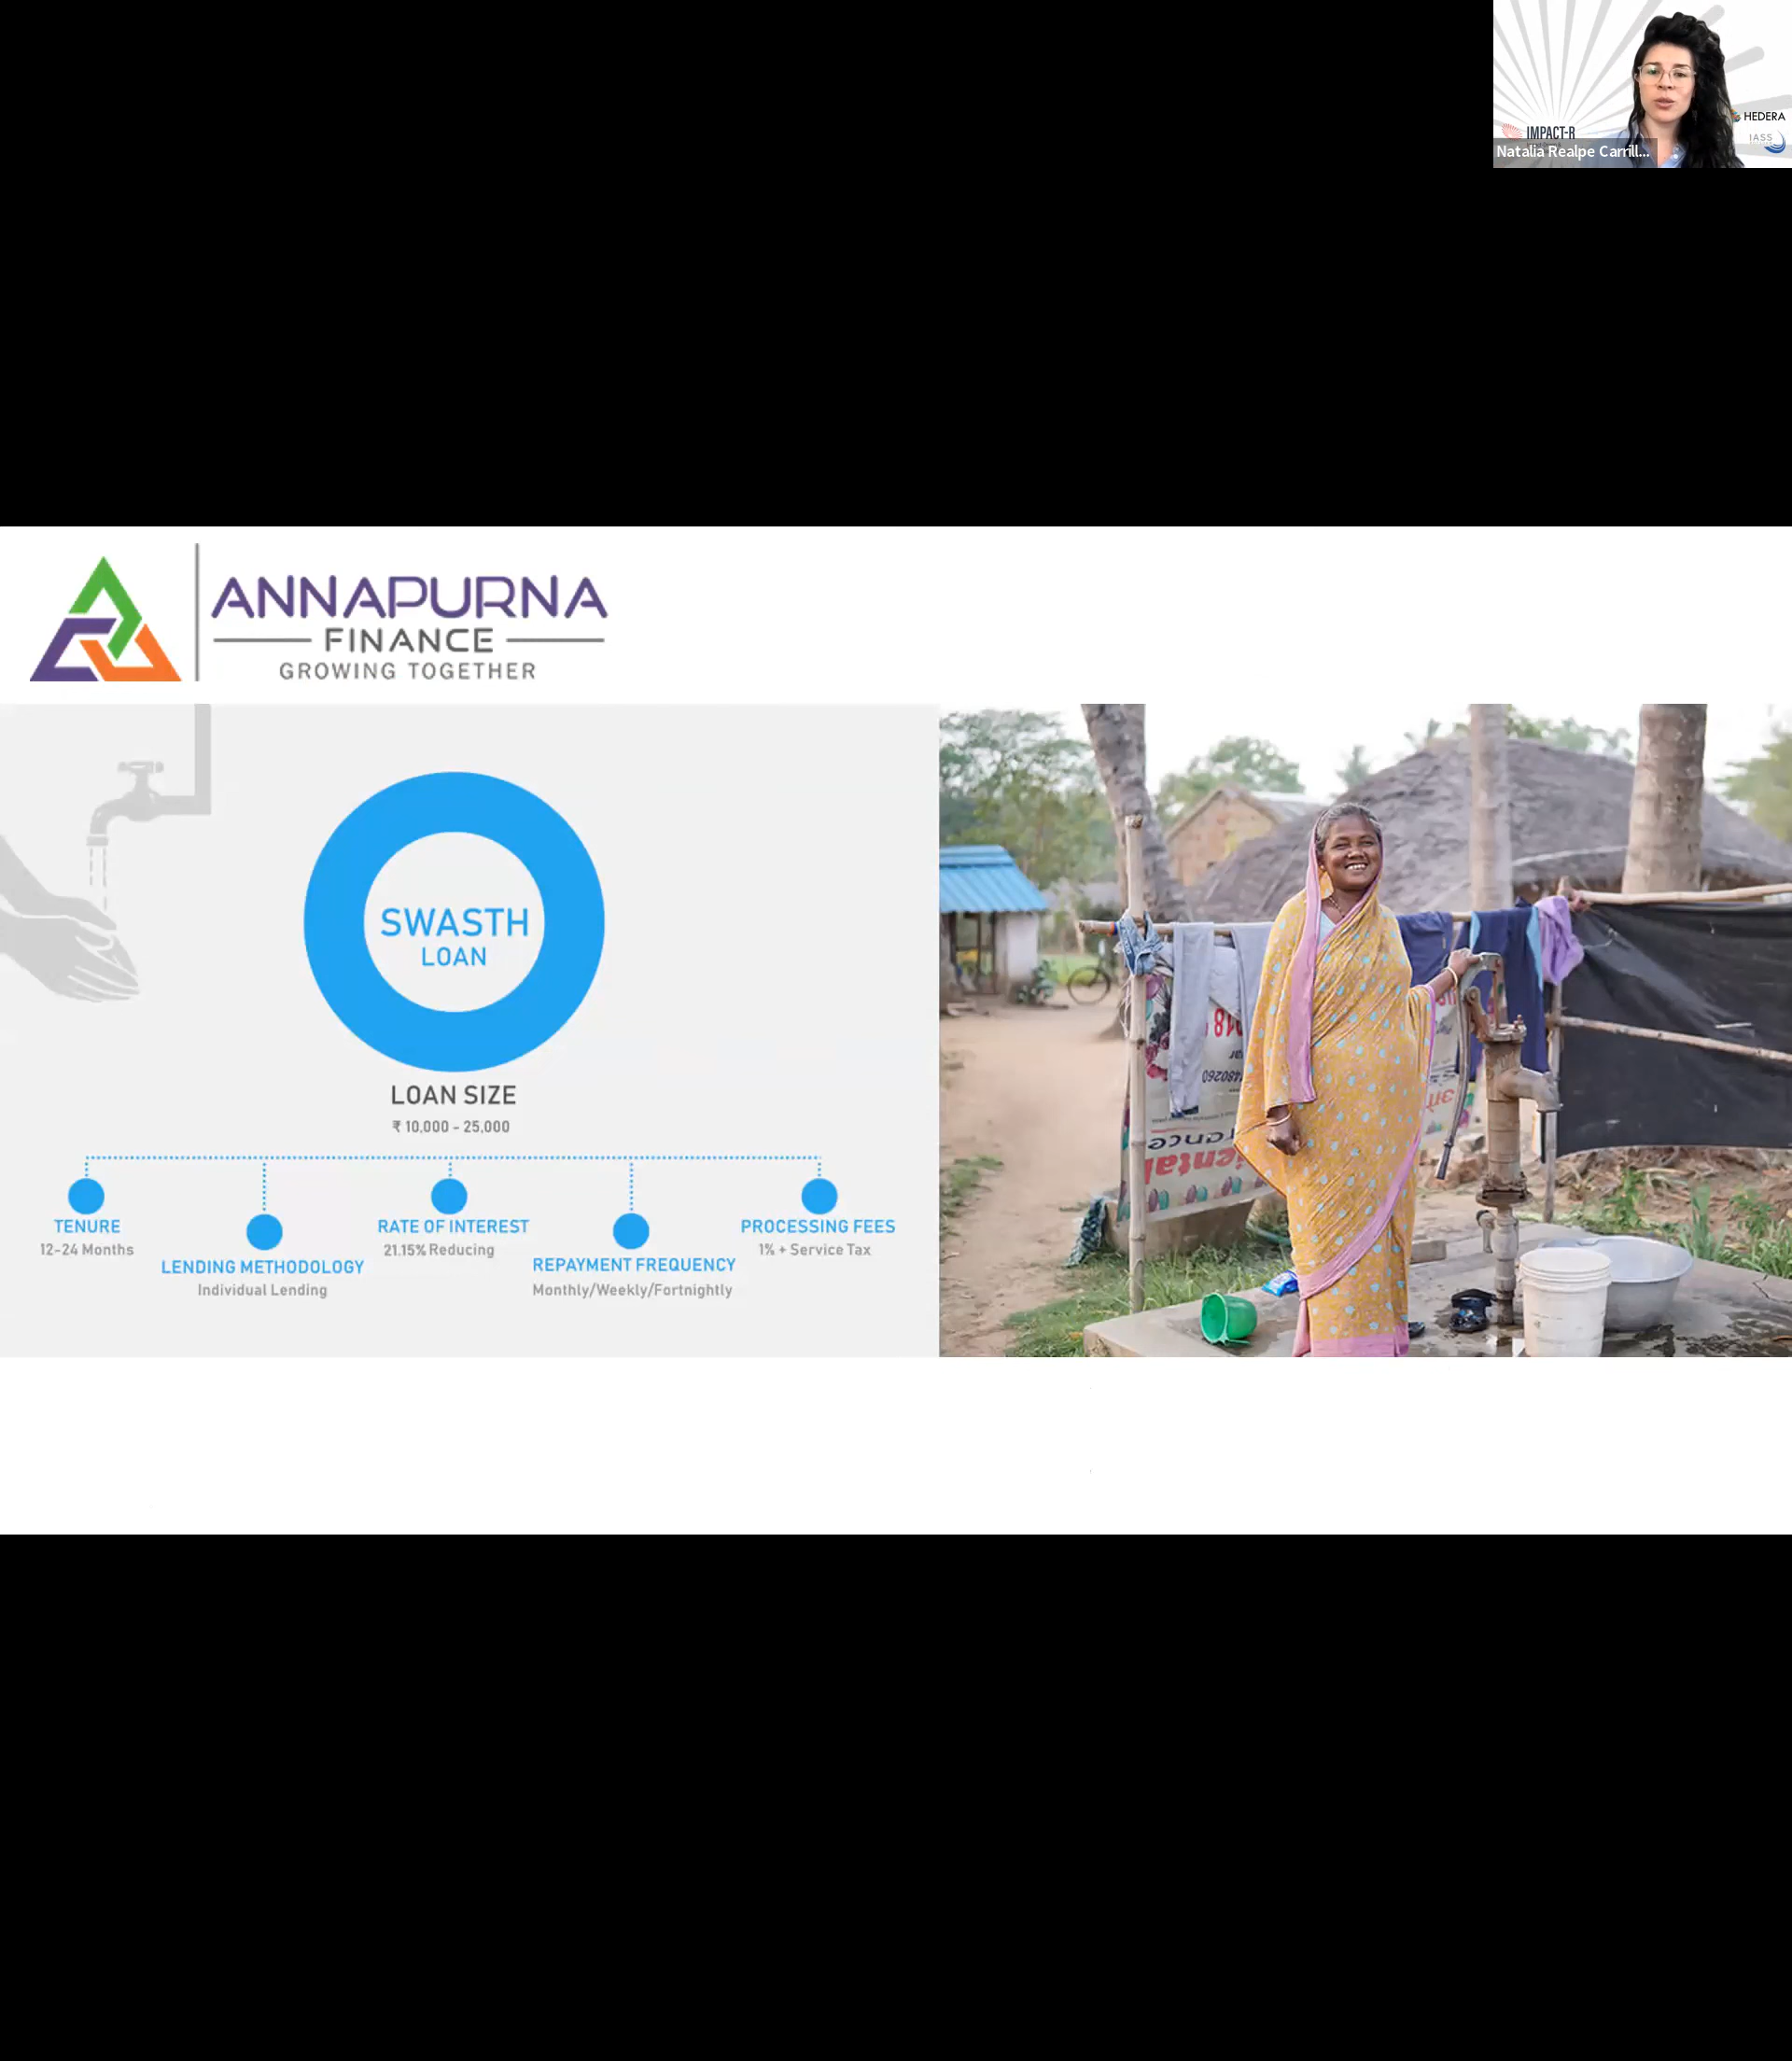 IMPACT-R
HEDERA
IASS
Natalia Realpe Carrill...
ANNAPURNA
FINANCE
GROWING TOGETHER
SWASTH
LOAN
LOAN SIZE
₹ 10,000 - 25,000
TENURE
12-24 Months
LENDING METHODOLOGY
Individual Lending
RATE OF INTEREST
21.15% Reducing
REPAYMENT FREQUENCY
Monthly/Weekly/Fortnightly
PROCESSING FEES
1% + Service Tax